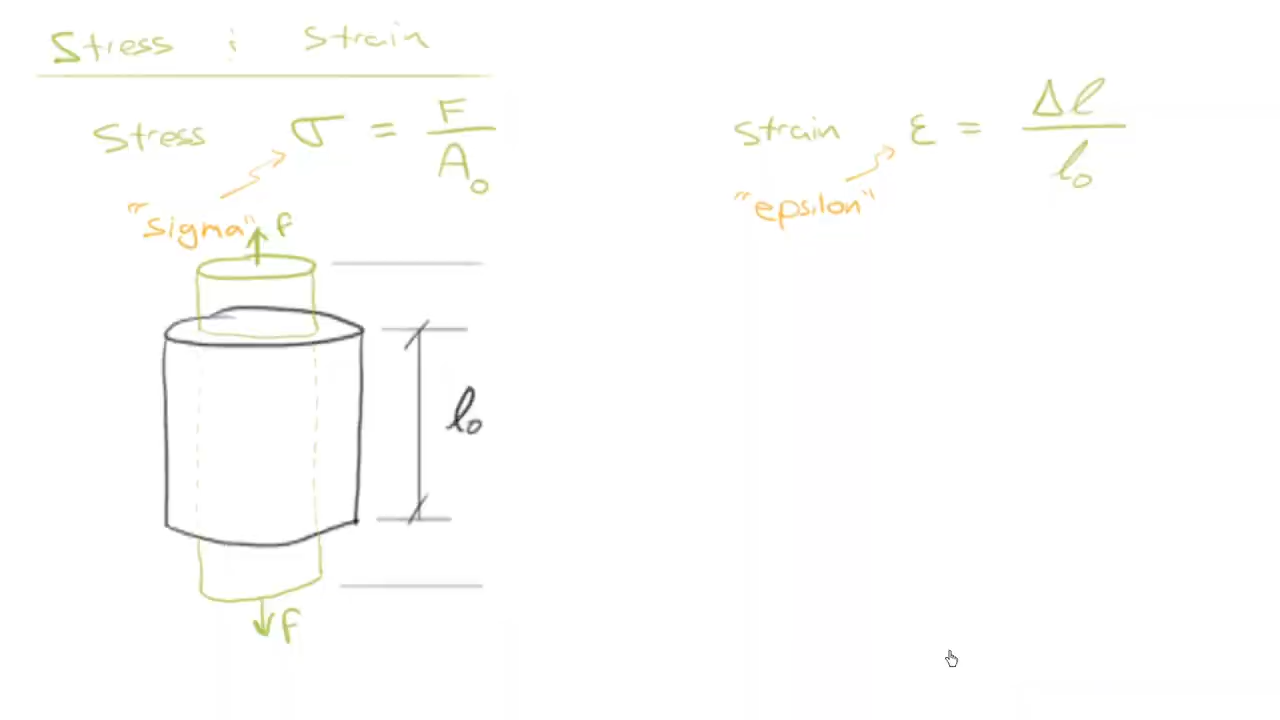 Stress : Strain
Stress σ = F / A₀
"sigma"
F
l₀
F
Strain ε = Δl / l₀
"epsilon"